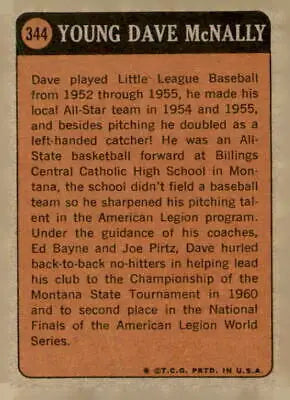 344 YOUNG DAVE McNALLY
Dave played Little League Baseball
from 1952 through 1955, he made his
local All-Star team in 1954 and 1955,
and besides pitching he doubled as a
left-handed catcher! He was an All-
State basketball forward at Billings
Central Catholic High School in Mon-
tana, the school didn't field a baseball
team so he sharpened his pitching tal-
ent in the American Legion program.
Under the guidance of his coaches,
Ed Bayne and Joe Pirtz, Dave hurled
back-to-back no-hitters in helping lead
his club to the Championship of the
Montana State Tournament in 1960
and to second place in the National
Finals of the American Legion World
Series.
* ©T.C.G. PRTD. IN U.S.A.